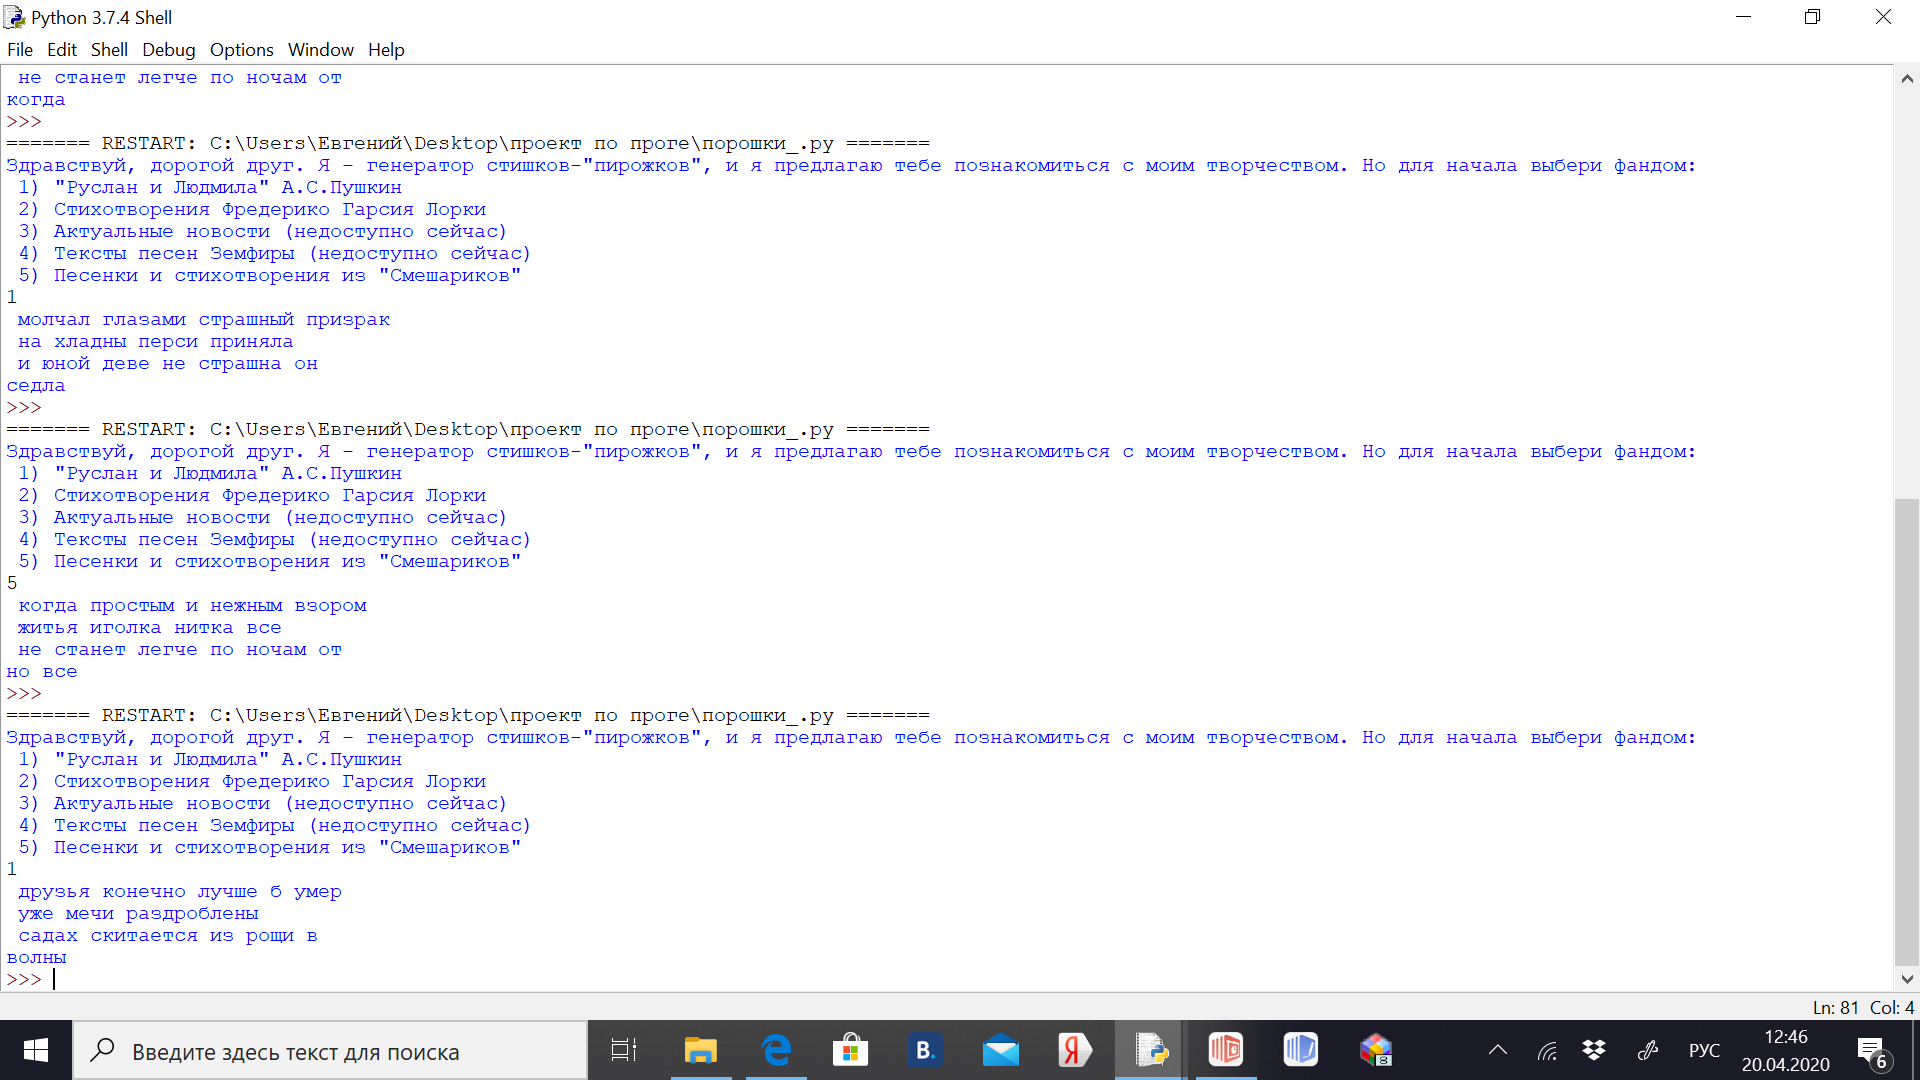 Python 3.7.4 Shell
File Edit Shell Debug Options Window Help
не станет легче по ночам от
когда
>>>
======= RESTART: C:\Users\Евгений\Desktop\проект по проге\порошки_.py =======
Здравствуй, дорогой друг. Я - генератор стишков-"пирожков", и я предлагаю тебе познакомиться с моим творчеством. Но для начала выбери фандом:
1) "Руслан и Людмила" А.С.Пушкин
2) Стихотворения Фредерико Гарсия Лорки
3) Актуальные новости (недоступно сейчас)
4) Тексты песен Земфиры (недоступно сейчас)
5) Песенки и стихотворения из "Смешариков"
1
молчал глазами страшный призрак
на хладны перси приняла
и юной деве не страшна он
седла
>>>
======= RESTART: C:\Users\Евгений\Desktop\проект по проге\порошки_.py =======
Здравствуй, дорогой друг. Я - генератор стишков-"пирожков", и я предлагаю тебе познакомиться с моим творчеством. Но для начала выбери фандом:
1) "Руслан и Людмила" А.С.Пушкин
2) Стихотворения Фредерико Гарсия Лорки
3) Актуальные новости (недоступно сейчас)
4) Тексты песен Земфиры (недоступно сейчас)
5) Песенки и стихотворения из "Смешариков"
5
когда простым и нежным взором
житья иголка нитка все
не станет легче по ночам от
но все
>>>
======= RESTART: C:\Users\Евгений\Desktop\проект по проге\порошки_.py =======
Здравствуй, дорогой друг. Я - генератор стишков-"пирожков", и я предлагаю тебе познакомиться с моим творчеством. Но для начала выбери фандом:
1) "Руслан и Людмила" А.С.Пушкин
2) Стихотворения Фредерико Гарсия Лорки
3) Актуальные новости (недоступно сейчас)
4) Тексты песен Земфиры (недоступно сейчас)
5) Песенки и стихотворения из "Смешариков"
1
друзья конечно лучше б умер
уже мечи раздроблены
садах скитается из рощи в
волны
>>>
Ln: 81 Col: 4
Введите здесь текст для поиска
B.
Я
8
РУС
12:46
20.04.2020
6